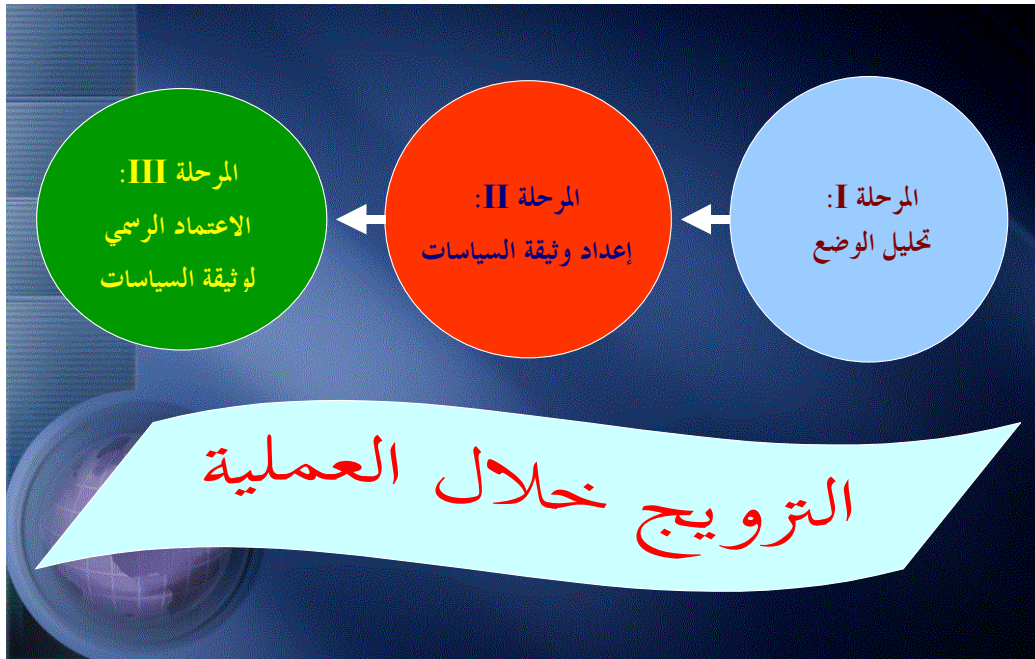 المرحلة I:
تحليل الوضع
المرحلة II:
إعداد وثيقة السياسات
المرحلة III:
الاعتماد الرسمي
لوثيقة السياسات
الترويج خلال العملية